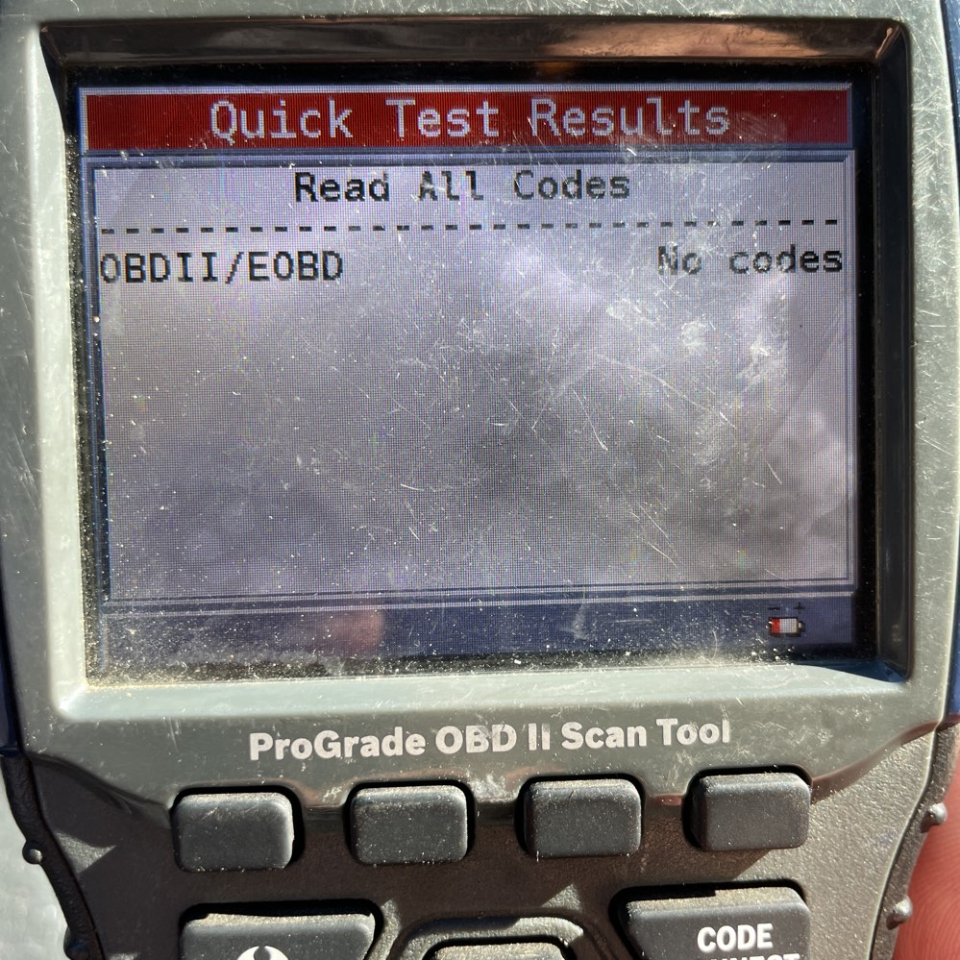 Quick Test Results
Read All Codes
--------------------------------
OBDII/EOBD No codes
- +
ProGrade OBD II Scan Tool
CODE